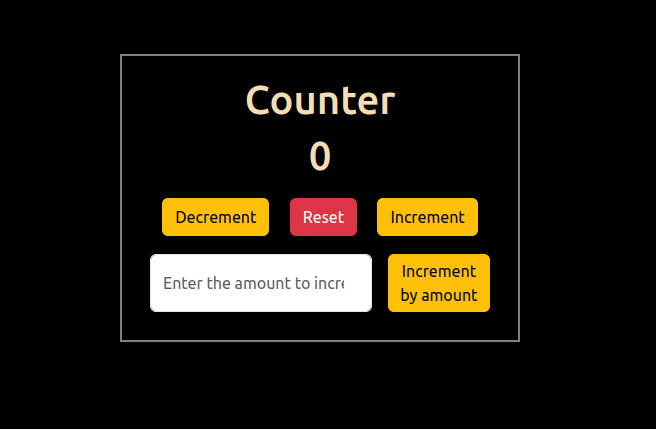 Counter
0
Decrement Reset Increment
Enter the amount to incre Increment
by amount